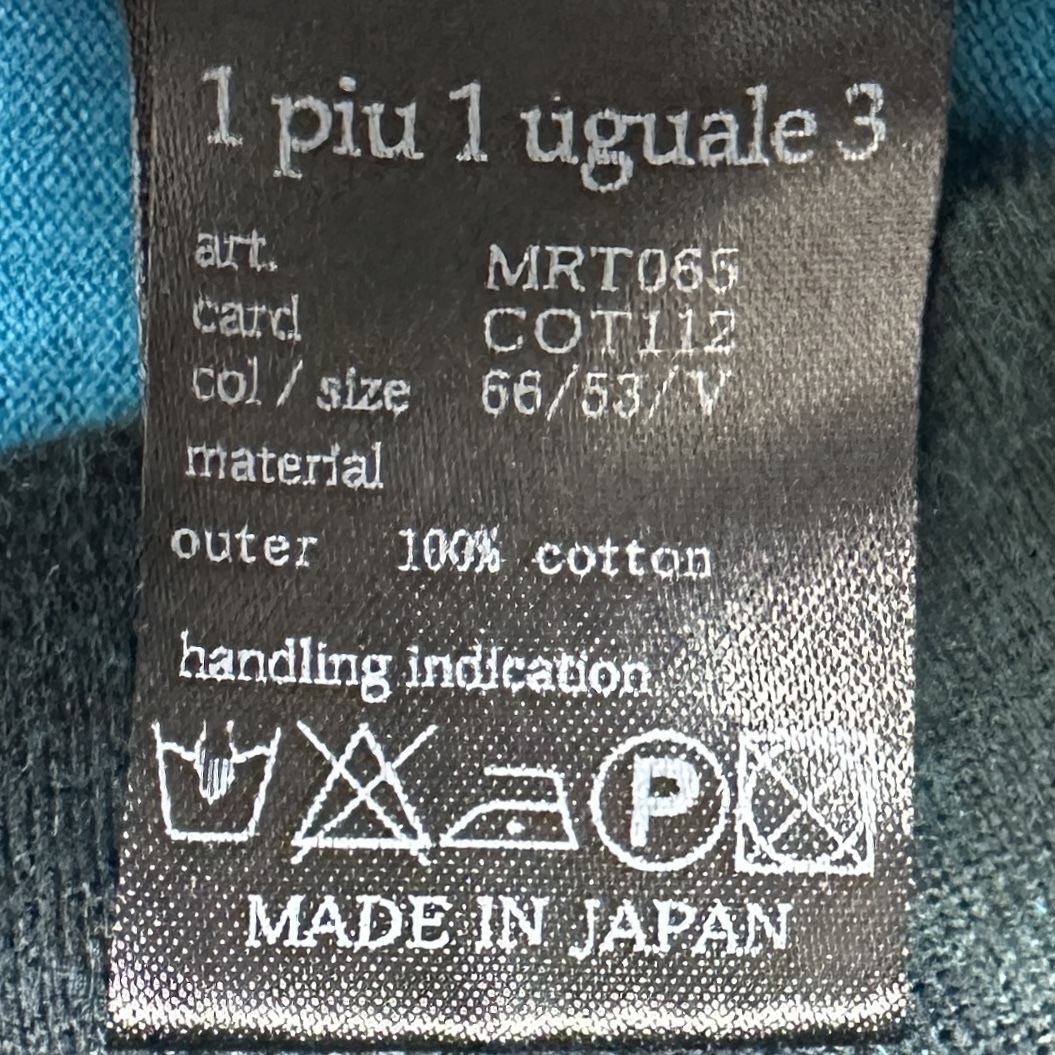 1 piu 1 uguale 3
art. MRT065
card COT112
col / size 66/53/V
material
outer 100% cotton
handling indication
P
MADE IN JAPAN